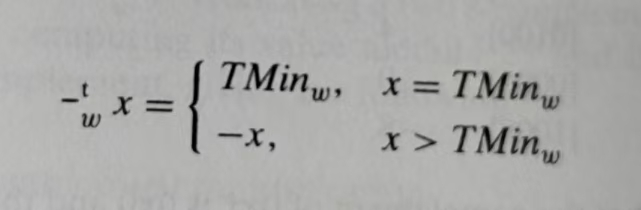 -ᵗ_w x = { TMin_w, x = TMin_w
-x, x > TMin_w